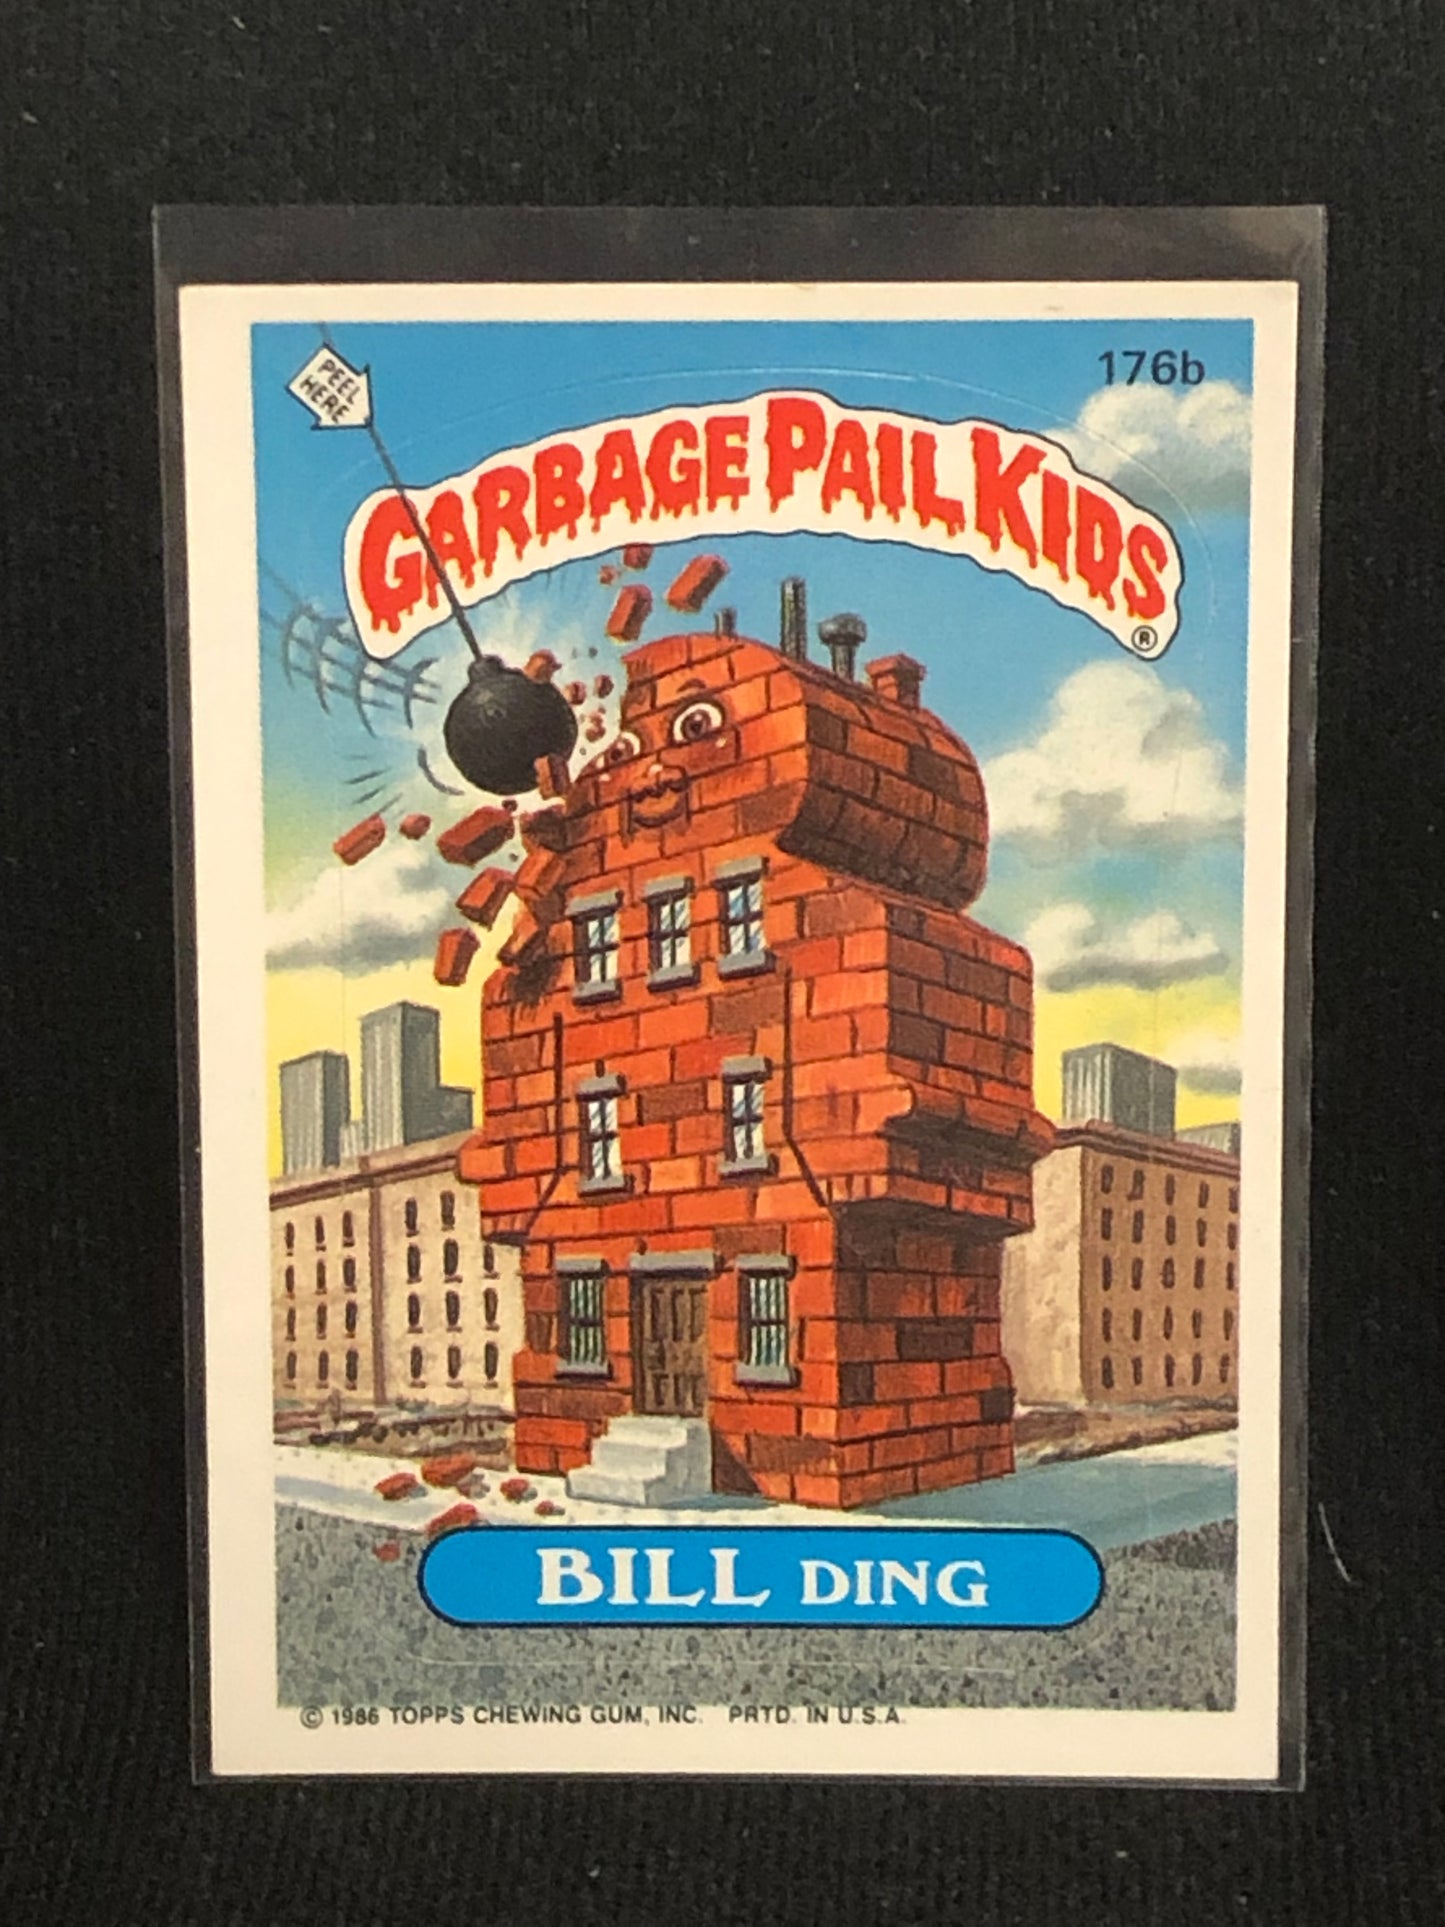 PEEL
HERE
176b
GARBAGE PAIL KIDS
®
BILL DING
© 1986 TOPPS CHEWING GUM, INC. PRTD. IN U.S.A.